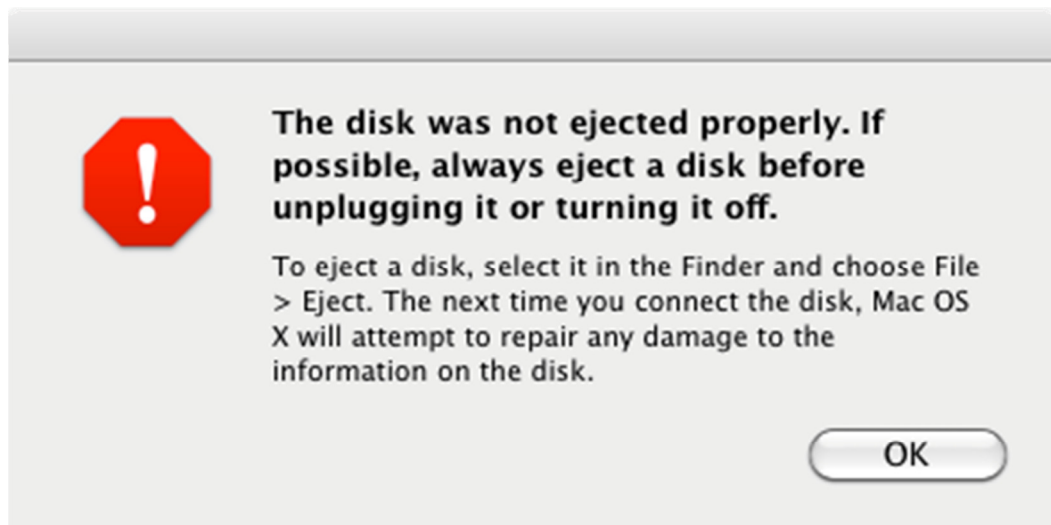 The disk was not ejected properly. If
possible, always eject a disk before
unplugging it or turning it off.
To eject a disk, select it in the Finder and choose File
> Eject. The next time you connect the disk, Mac OS
X will attempt to repair any damage to the
information on the disk.
OK